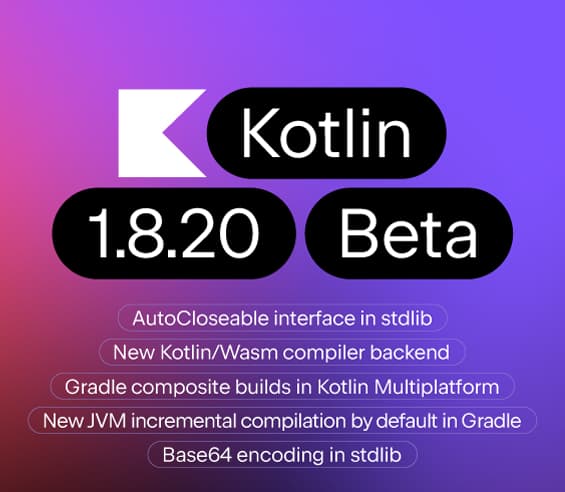 Kotlin
1.8.20 Beta
AutoCloseable interface in stdlib
New Kotlin/Wasm compiler backend
Gradle composite builds in Kotlin Multiplatform
New JVM incremental compilation by default in Gradle
Base64 encoding in stdlib